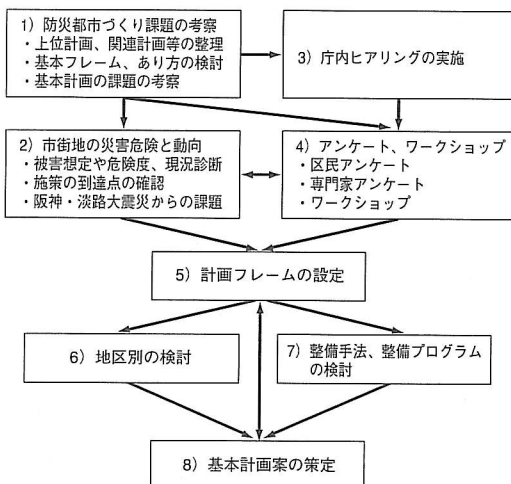 1）防災都市づくり課題の考察
・上位計画、関連計画等の整理
・基本フレーム、あり方の検討
・基本計画の課題の考察
3）庁内ヒアリングの実施
2）市街地の災害危険と動向
・被害想定や危険度、現況診断
・施策の到達点の確認
・阪神・淡路大震災からの課題
4）アンケート、ワークショップ
・区民アンケート
・専門家アンケート
・ワークショップ
5）計画フレームの設定
6）地区別の検討
7）整備手法、整備プログラム
の検討
8）基本計画案の策定